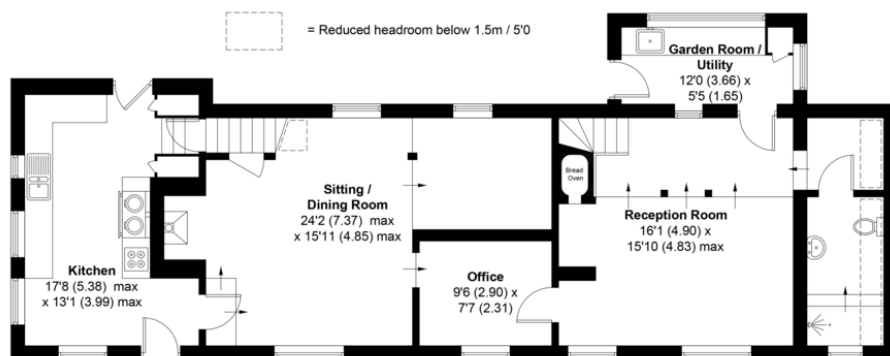 = Reduced headroom below 1.5m / 5'0
Garden Room /
Utility
12'0 (3.66) x
5'5 (1.65)
Bread
Oven
Sitting /
Dining Room
24'2 (7.37) max
x 15'11 (4.85) max
Reception Room
16'1 (4.90) x
15'10 (4.83) max
Kitchen
17'8 (5.38) max
x 13'1 (3.99) max
Office
9'6 (2.90) x
7'7 (2.31)